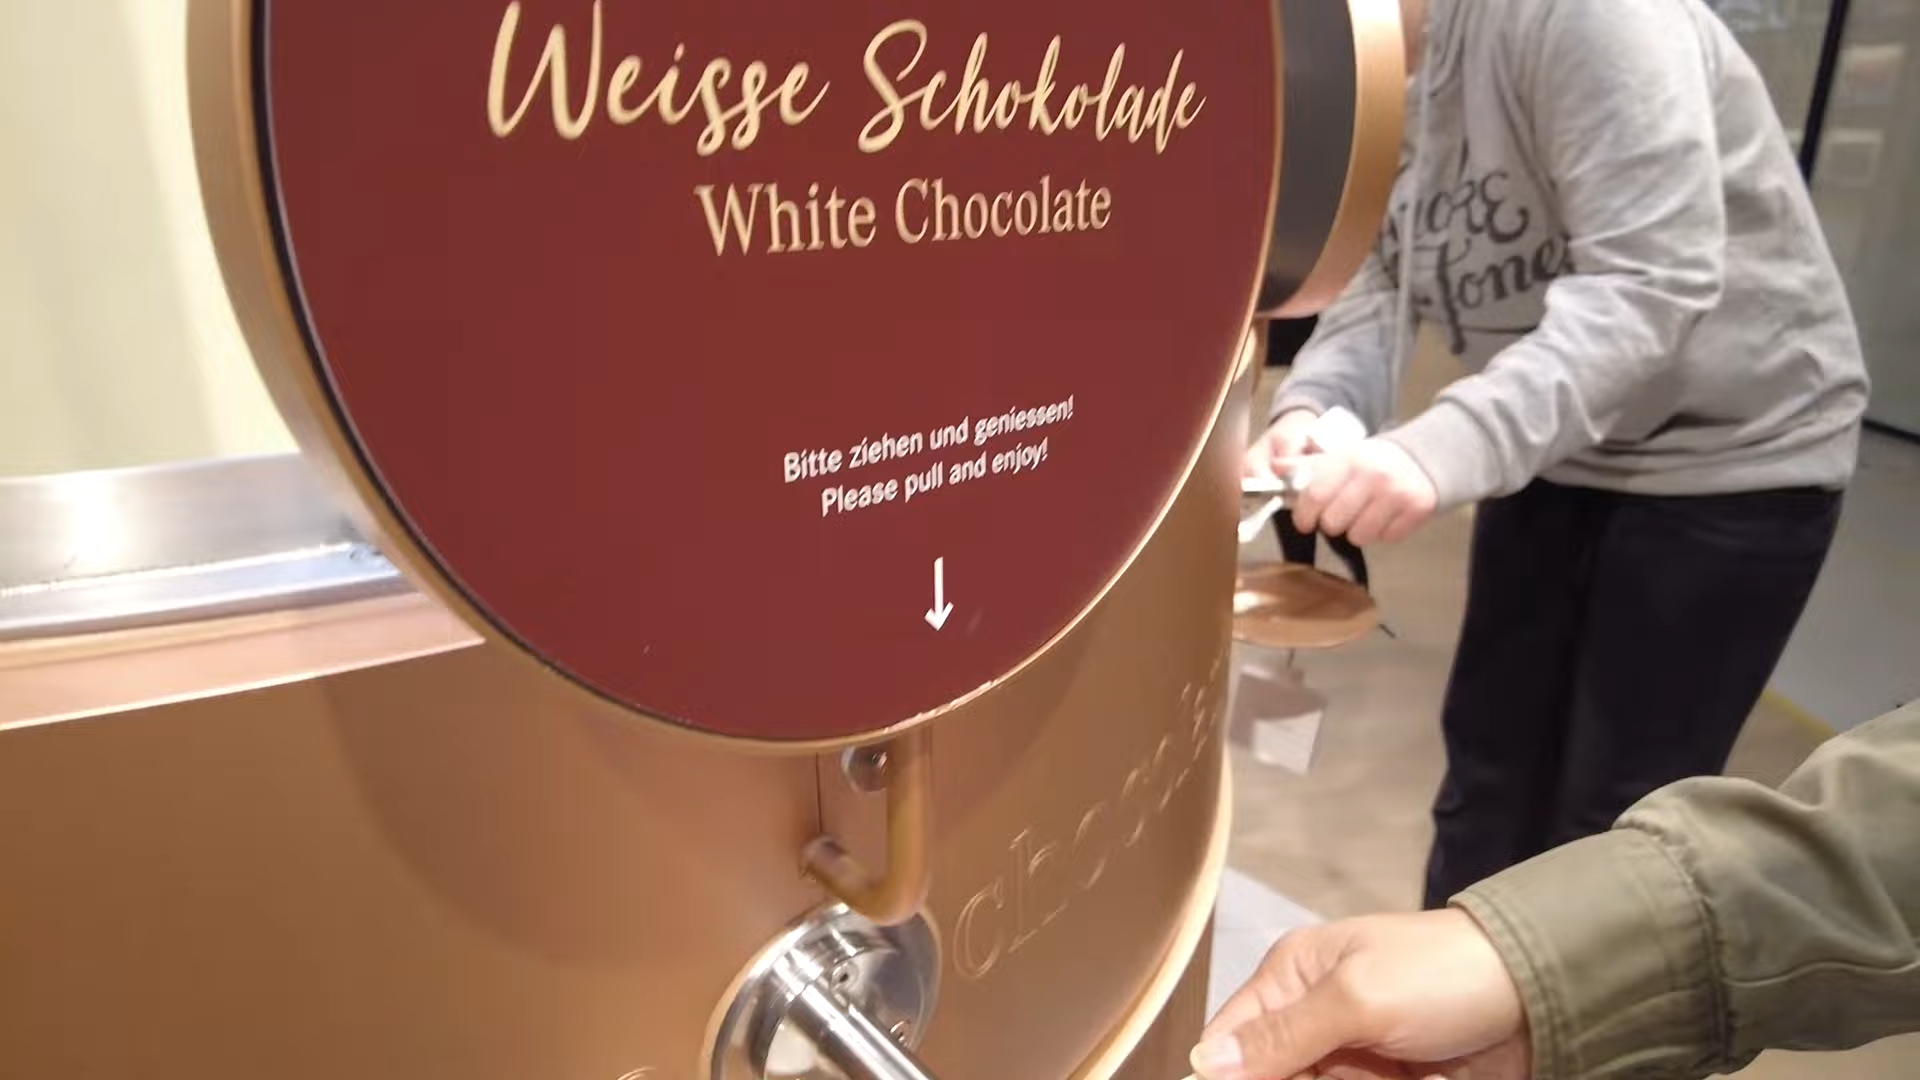 Weisse Schokolade
White Chocolate
Bitte ziehen und geniessen!
Please pull and enjoy!